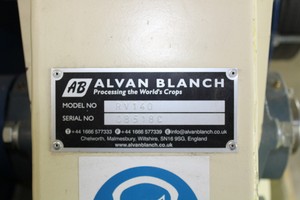 AB ALVAN BLANCH
Processing the World's Crops
MODEL NO RV140
SERIAL NO
T +44 1666 577333 F +44 1666 577339 E info@alvanblanch.co.uk
Chelworth, Malmesbury, Wiltshire, SN16 9SG, England
www.alvanblanch.co.uk